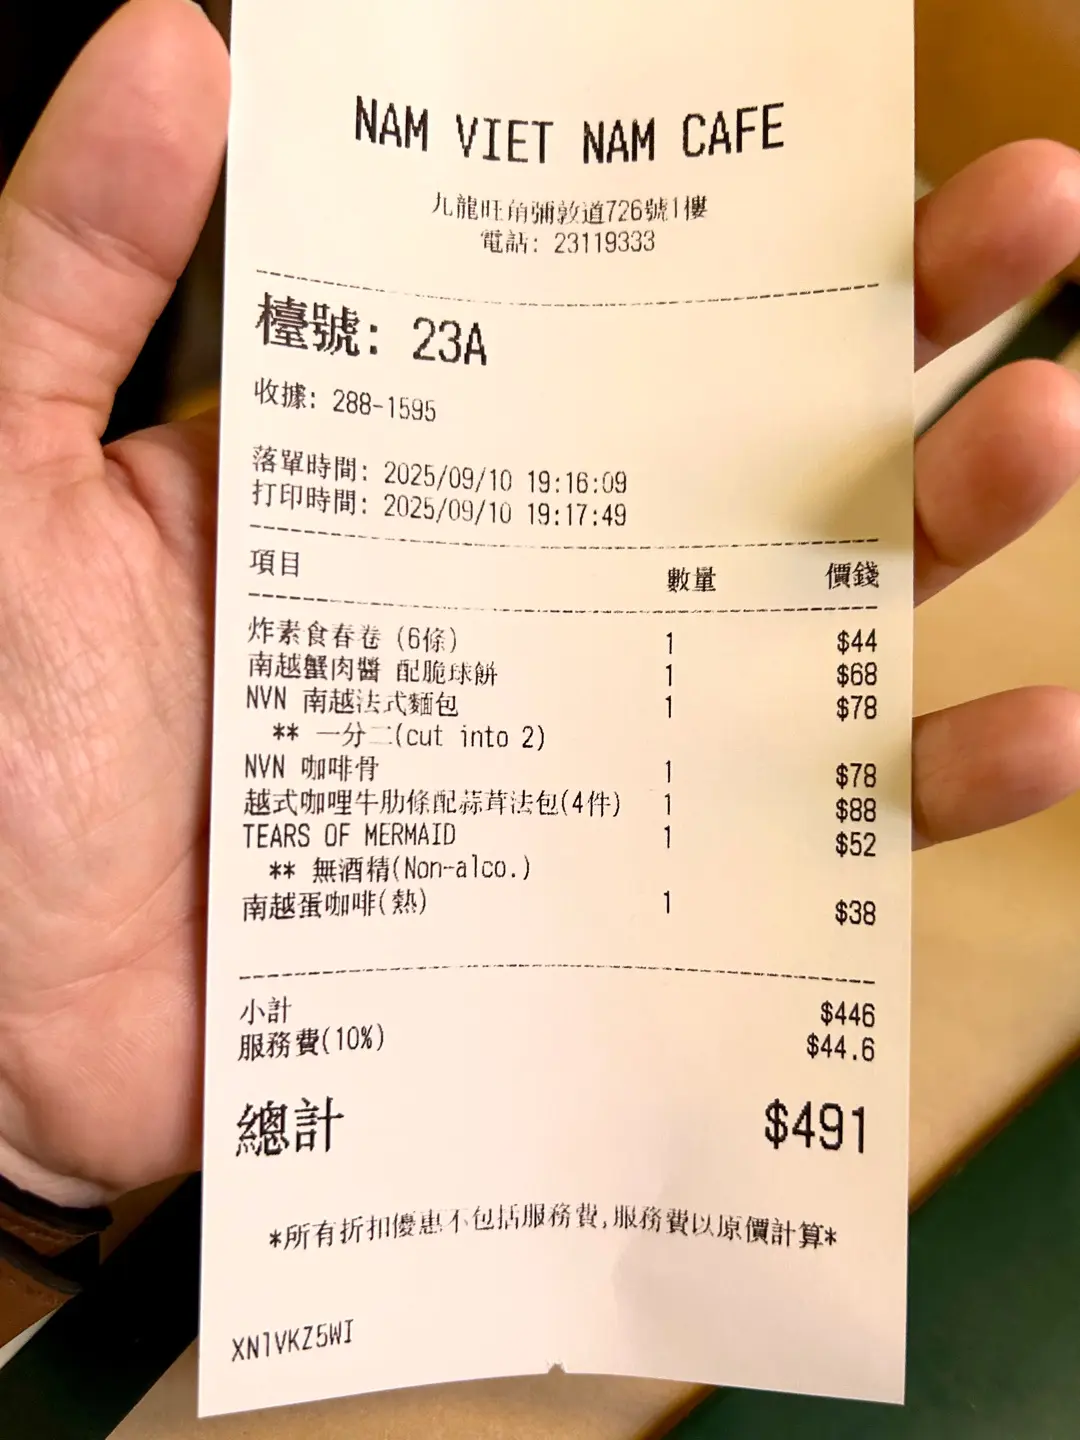 NAM VIET NAM CAFE
九龍旺角彌敦道726號1樓
電話: 23119333
檯號: 23A
收據: 288-1595
落單時間: 2025/09/10 19:16:09
打印時間: 2025/09/10 19:17:49
項目 數量 價錢
炸素食春卷 (6條) 1 $44
南越蟹肉醬 配脆球餅 1 $68
NVN 南越法式麵包 1 $78
** 一分二(cut into 2)
NVN 咖啡骨 1 $78
越式咖哩牛肋條配蒜茸法包(4件) 1 $88
TEARS OF MERMAID 1 $52
** 無酒精(Non-alco.)
南越蛋咖啡(熱) 1 $38
小計 $446
服務費(10%) $44.6
總計 $491
*所有折扣優惠不包括服務費,服務費以原價計算*
XN1VKZ5WI